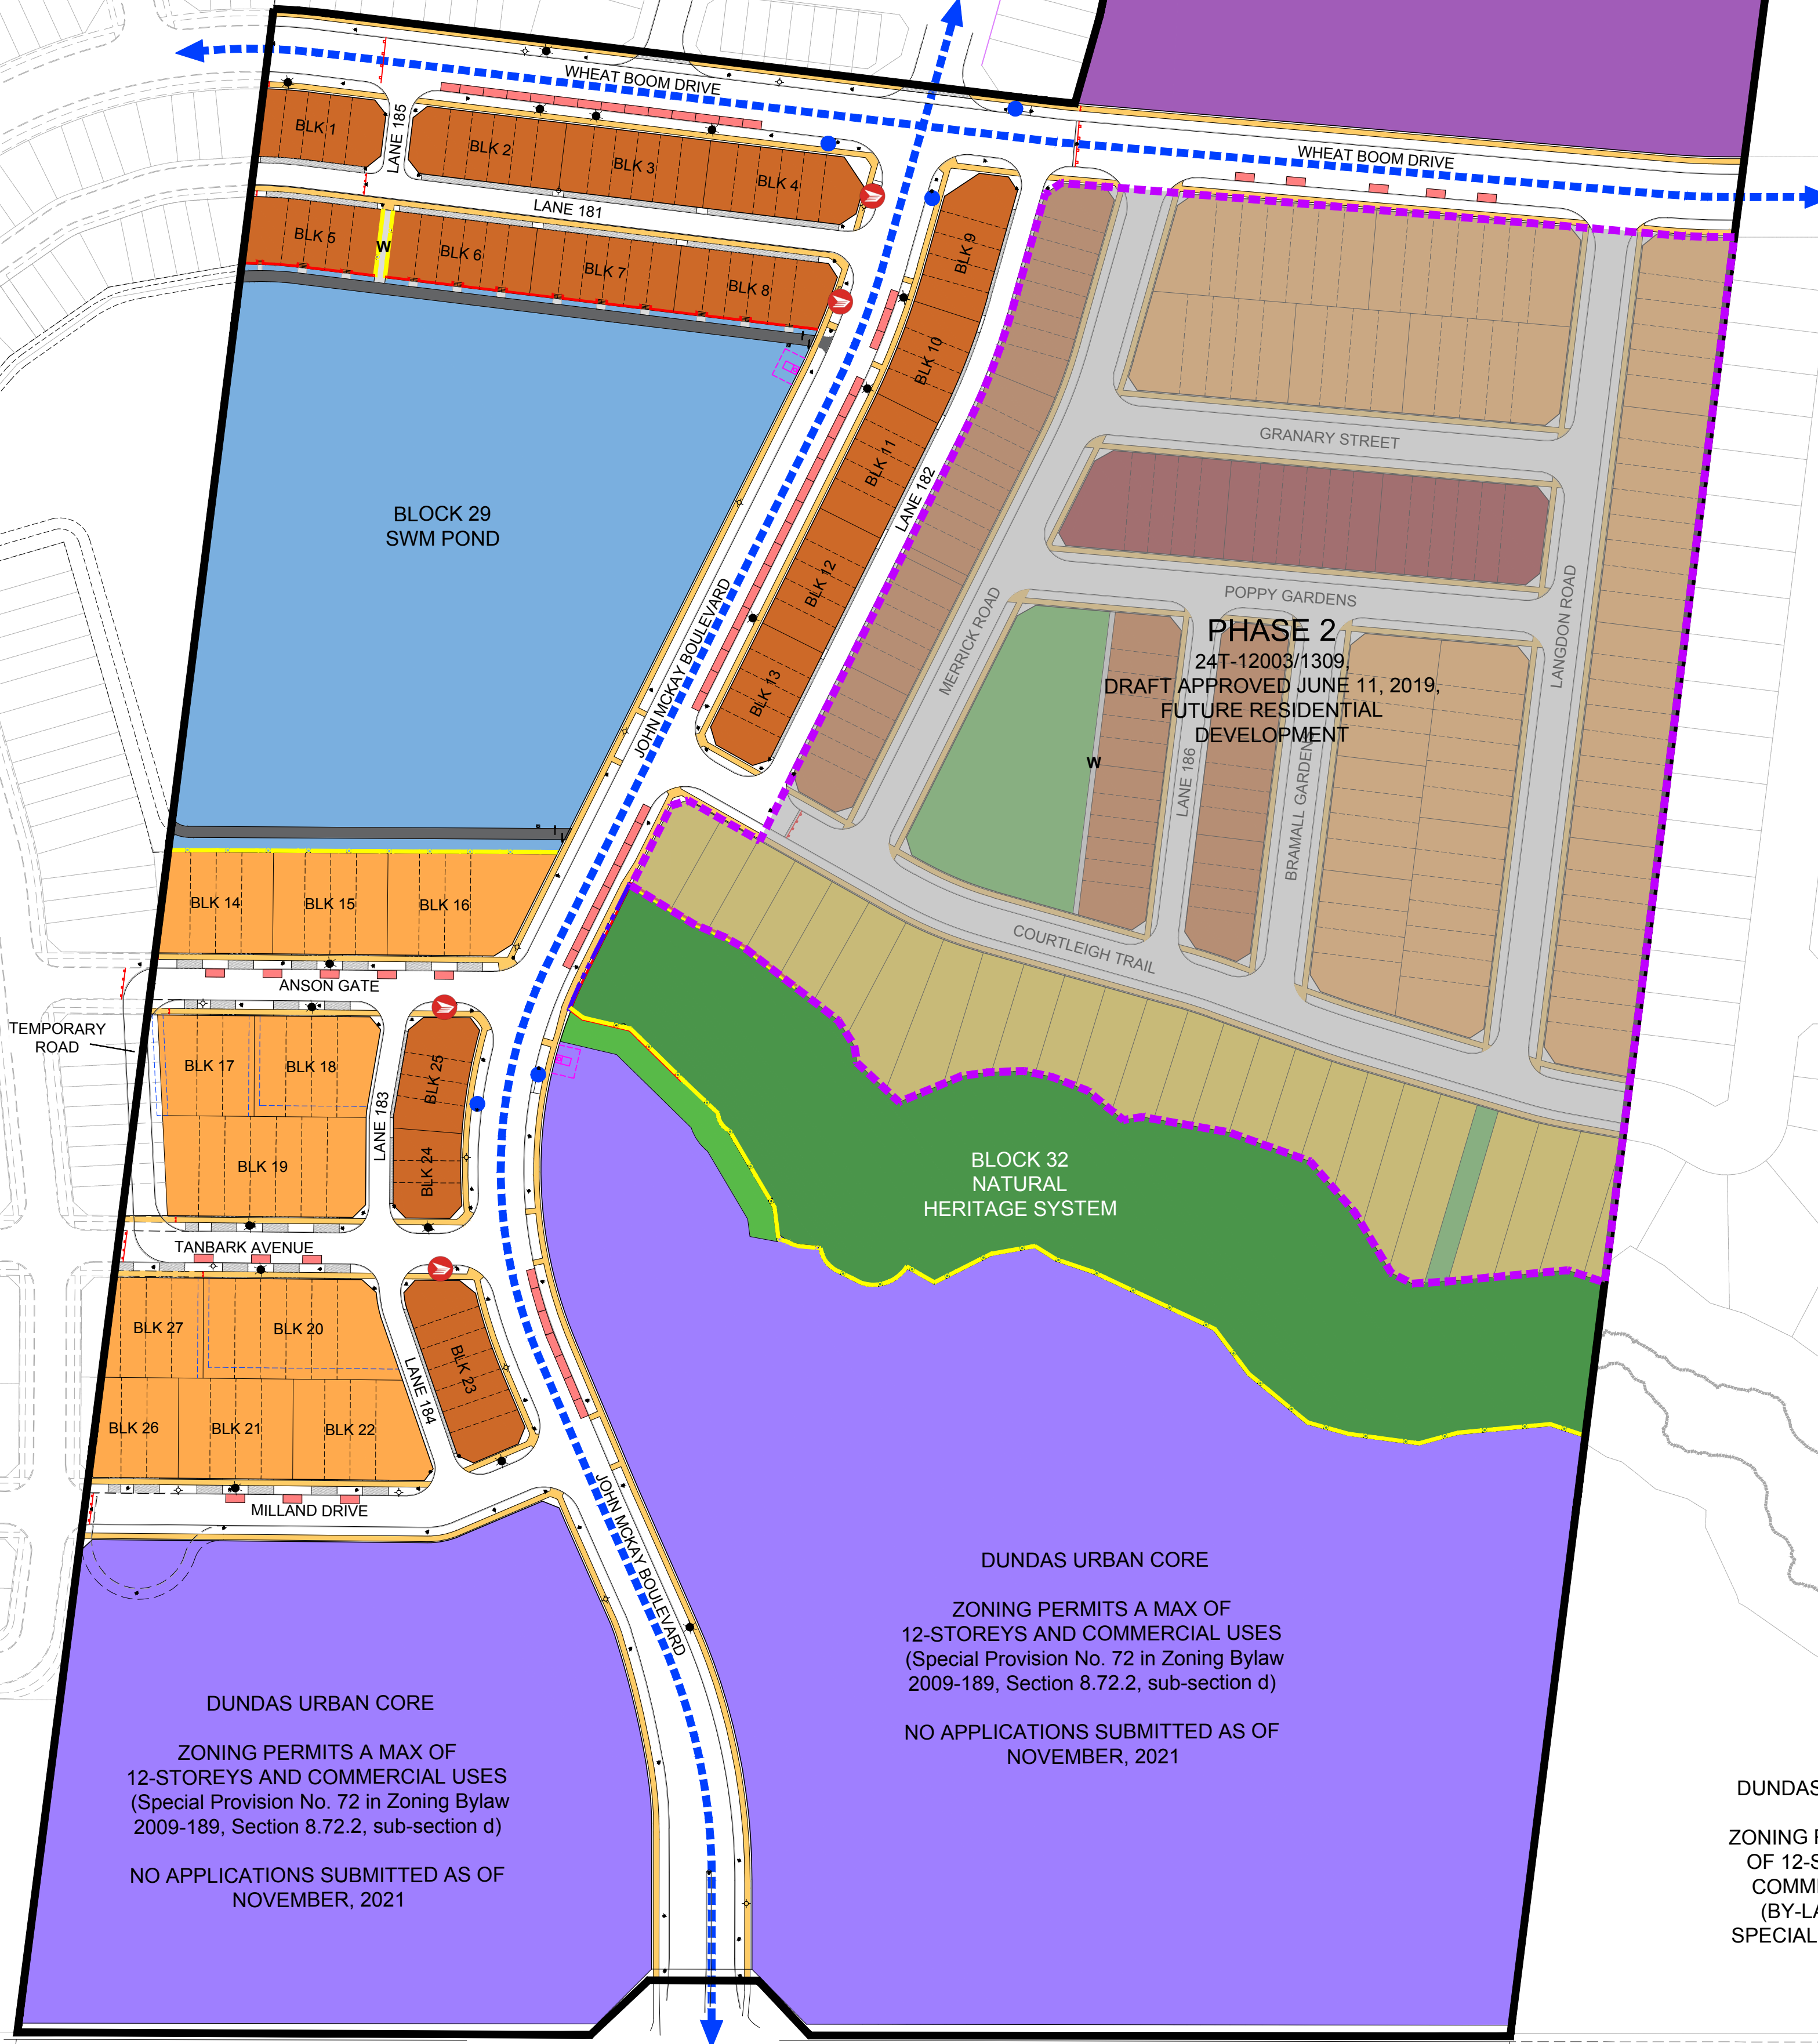 WHEAT BOOM DRIVE
WHEAT BOOM DRIVE
BLK 1
LANE 185
BLK 2
BLK 3
BLK 4
LANE 181
BLK 5
W
BLK 6
BLK 7
BLK 8
BLK 9
BLK 10
BLK 11
BLK 12
BLK 13
LANE 182
JOHN MCKAY BOULEVARD
BLOCK 29
SWM POND
GRANARY STREET
POPPY GARDENS
MERRICK ROAD
LANGDON ROAD
PHASE 2
24T-12003/1309,
DRAFT APPROVED JUNE 11, 2019,
FUTURE RESIDENTIAL
DEVELOPMENT
W
LANE 186
BRAMALL GARDENS
COURTLEIGH TRAIL
BLK 14
BLK 15
BLK 16
ANSON GATE
TEMPORARY
ROAD
BLK 17
BLK 18
BLK 19
LANE 183
BLK 25
BLK 24
TANBARK AVENUE
BLK 27
BLK 20
BLK 26
BLK 21
BLK 22
LANE 184
BLK 23
MILLAND DRIVE
JOHN MCKAY BOULEVARD
BLOCK 32
NATURAL
HERITAGE SYSTEM
DUNDAS URBAN CORE
ZONING PERMITS A MAX OF
12-STOREYS AND COMMERCIAL USES
(Special Provision No. 72 in Zoning Bylaw
2009-189, Section 8.72.2, sub-section d)
NO APPLICATIONS SUBMITTED AS OF
NOVEMBER, 2021
DUNDAS URBAN CORE
ZONING PERMITS A MAX OF
12-STOREYS AND COMMERCIAL USES
(Special Provision No. 72 in Zoning Bylaw
2009-189, Section 8.72.2, sub-section d)
NO APPLICATIONS SUBMITTED AS OF
NOVEMBER, 2021
DUNDAS
ZONING
OF 12-S
COMM
(BY-LA
SPECIAL